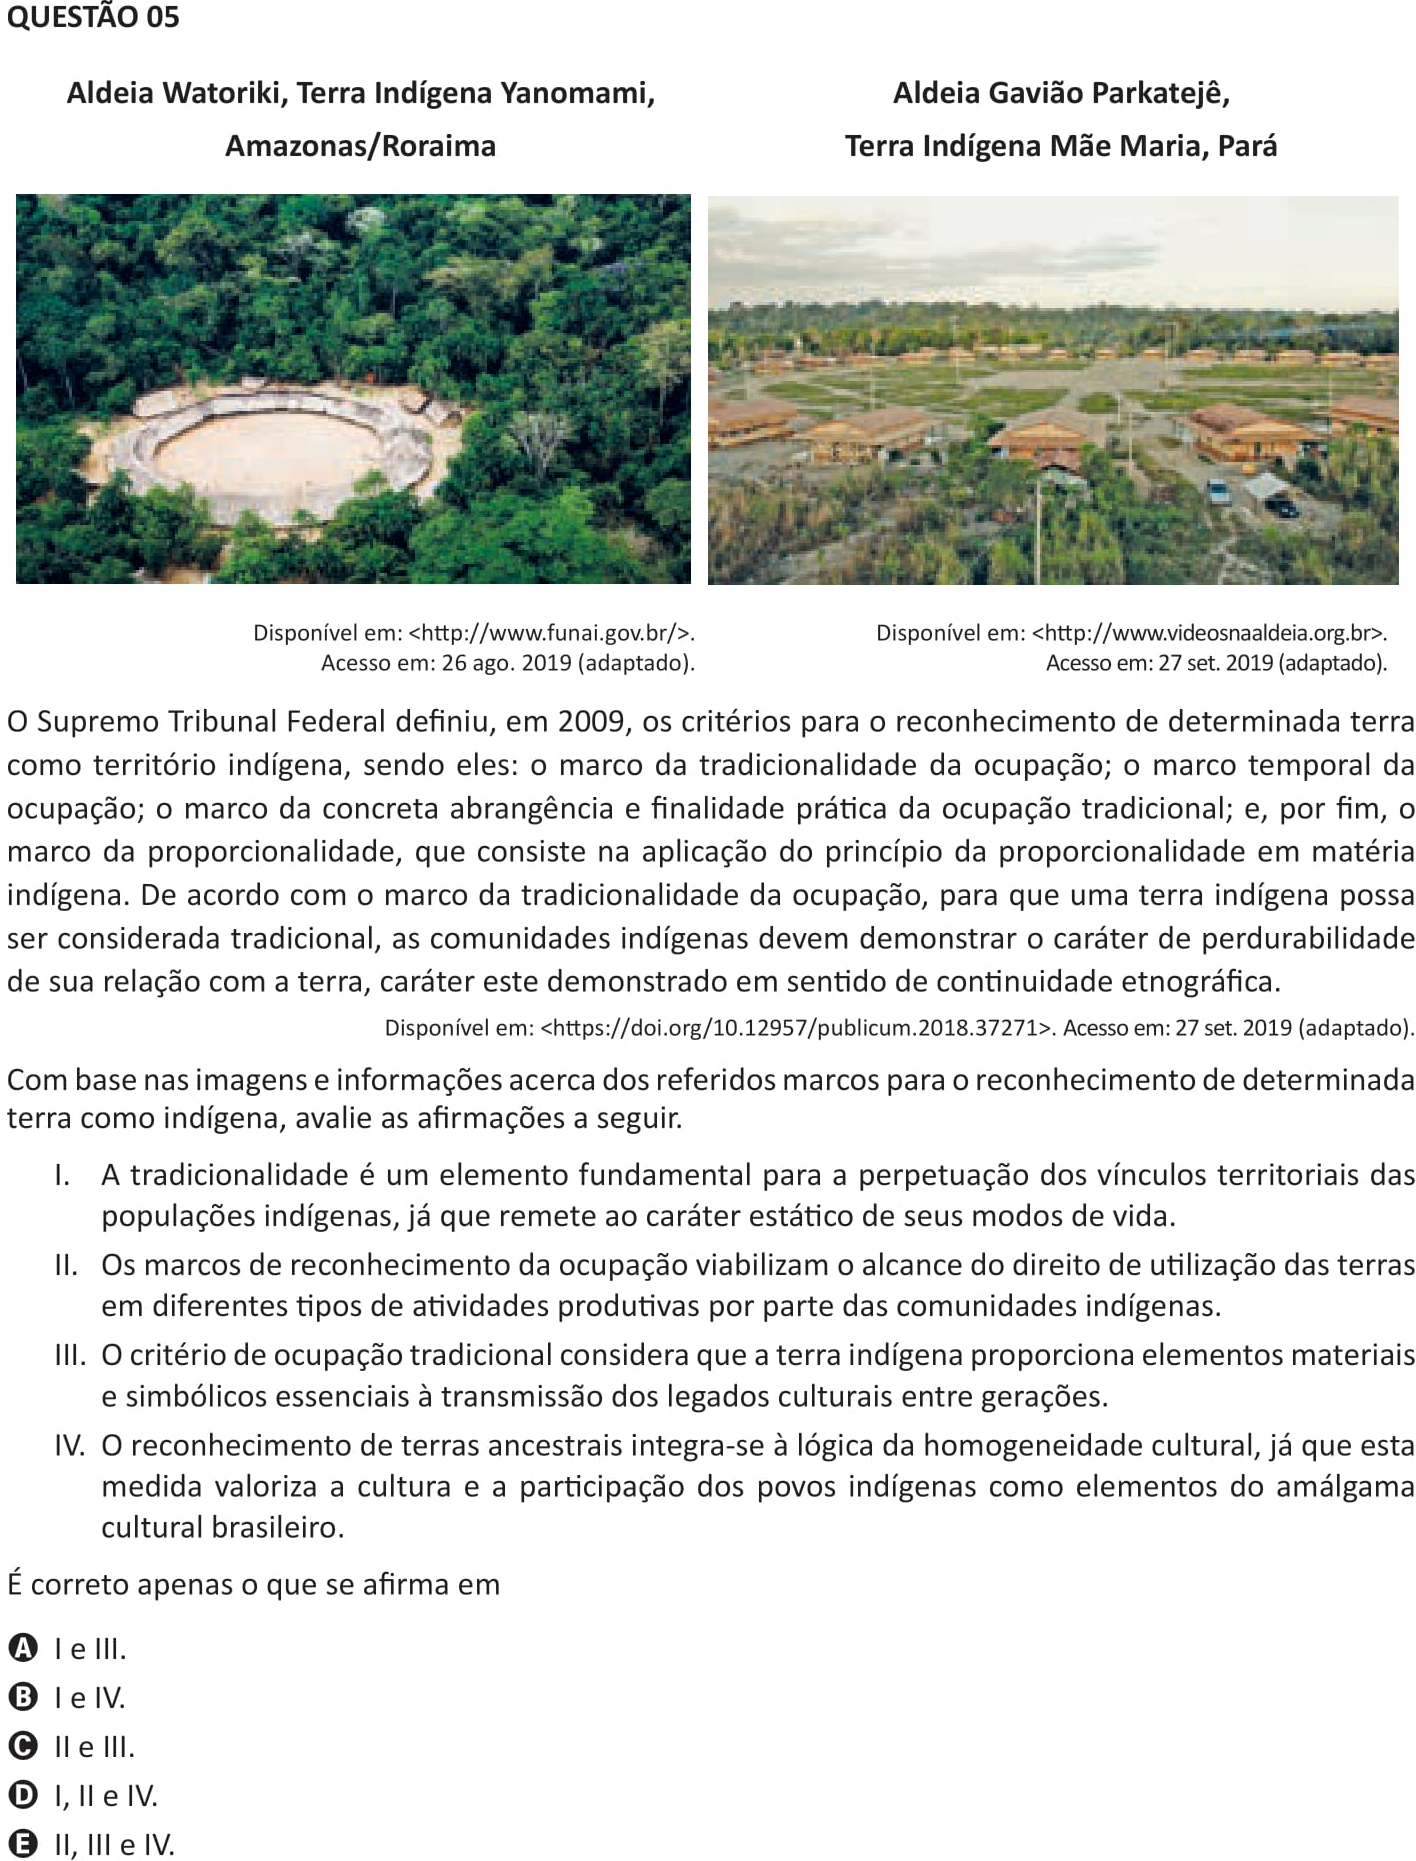 QUESTÃO 05
Aldeia Watoriki, Terra Indígena Yanomami,
Amazonas/Roraima
Aldeia Gavião Parkatejê,
Terra Indígena Mãe Maria, Pará
Disponível em: <http://www.funai.gov.br/>.
Acesso em: 26 ago. 2019 (adaptado).
Disponível em: <http://www.videosnaaldeia.org.br>.
Acesso em: 27 set. 2019 (adaptado).
O Supremo Tribunal Federal definiu, em 2009, os critérios para o reconhecimento de determinada terra
como território indígena, sendo eles: o marco da tradicionalidade da ocupação; o marco temporal da
ocupação; o marco da concreta abrangência e finalidade prática da ocupação tradicional; e, por fim, o
marco da proporcionalidade, que consiste na aplicação do princípio da proporcionalidade em matéria
indígena. De acordo com o marco da tradicionalidade da ocupação, para que uma terra indígena possa
ser considerada tradicional, as comunidades indígenas devem demonstrar o caráter de perdurabilidade
de sua relação com a terra, caráter este demonstrado em sentido de continuidade etnográfica.
Disponível em: <https://doi.org/10.12957/publicum.2018.37271>. Acesso em: 27 set. 2019 (adaptado).
Com base nas imagens e informações acerca dos referidos marcos para o reconhecimento de determinada
terra como indígena, avalie as afirmações a seguir.
I. A tradicionalidade é um elemento fundamental para a perpetuação dos vínculos territoriais das
populações indígenas, já que remete ao caráter estático de seus modos de vida.
II. Os marcos de reconhecimento da ocupação viabilizam o alcance do direito de utilização das terras
em diferentes tipos de atividades produtivas por parte das comunidades indígenas.
III. O critério de ocupação tradicional considera que a terra indígena proporciona elementos materiais
e simbólicos essenciais à transmissão dos legados culturais entre gerações.
IV. O reconhecimento de terras ancestrais integra-se à lógica da homogeneidade cultural, já que esta
medida valoriza a cultura e a participação dos povos indígenas como elementos do amálgama
cultural brasileiro.
É correto apenas o que se afirma em
A I e III.
B I e IV.
C II e III.
D I, II e IV.
E II, III e IV.